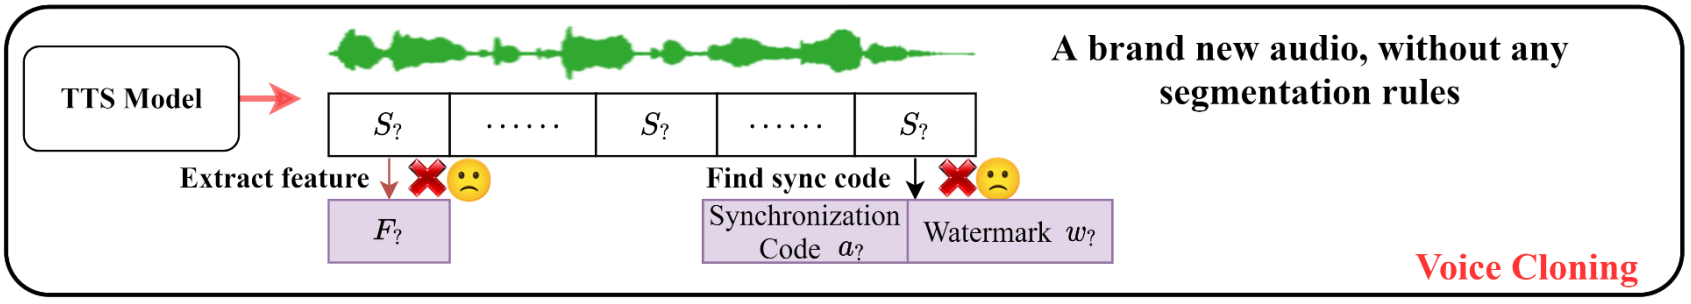 A brand new audio, without any
segmentation rules
TTS Model
S? ...... S? ...... S?
Extract feature
Find sync code
F?
Synchronization
Code a?
Watermark w?
Voice Cloning